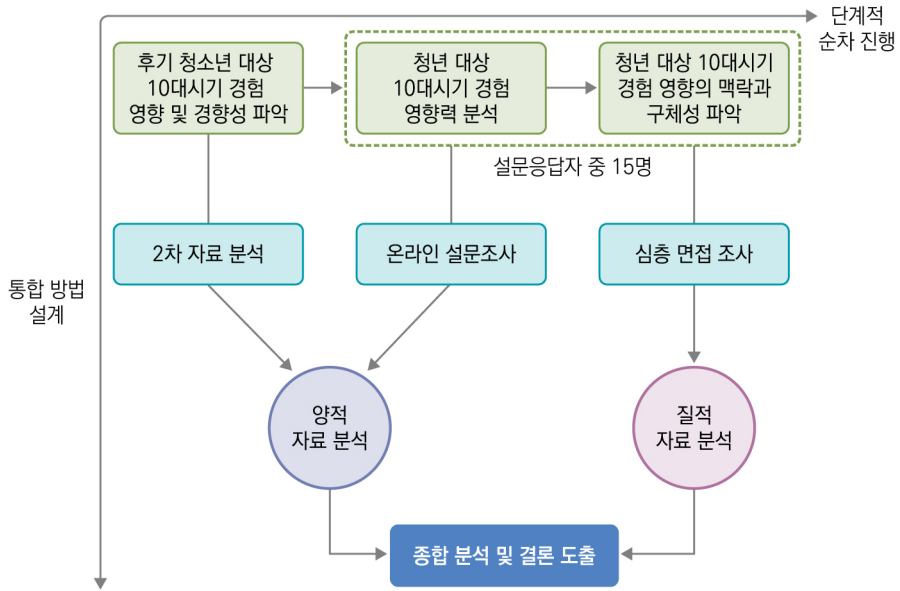 단계적
순차 진행
후기 청소년 대상
10대시기 경험
영향 및 경향성 파악
청년 대상
10대시기 경험
영향력 분석
청년 대상 10대시기
경험 영향의 맥락과
구체성 파악
설문응답자 중 15명
2차 자료 분석
온라인 설문조사
심층 면접 조사
통합 방법
설계
양적
자료 분석
질적
자료 분석
종합 분석 및 결론 도출